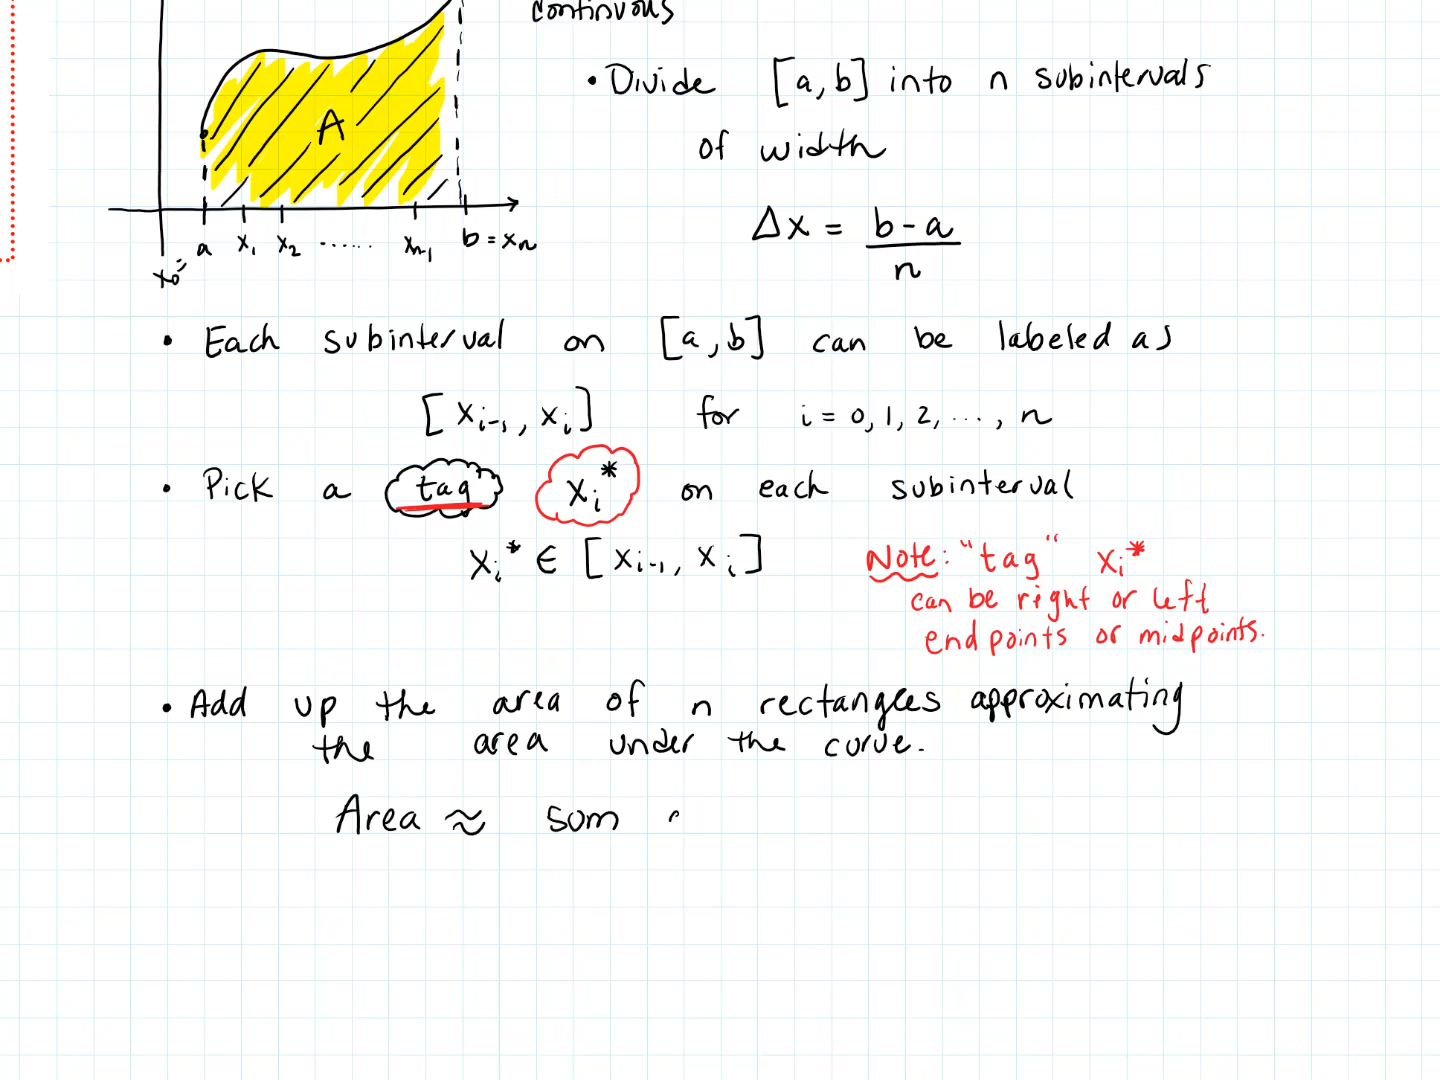 continuous
• Divide [a, b] into n subintervals
of width
A
Δx = b - a / n
a x₁ x₂ ...... xₙ₋₁ b = xₙ
x₀ =
• Each subinterval on [a, b] can be labeled as
[xᵢ₋₁, xᵢ] for i = 0, 1, 2, ..., n
• Pick a "tag" xᵢ* on each subinterval
xᵢ* ∈ [xᵢ₋₁, xᵢ]
Note: "tag" xᵢ*
can be right or left
endpoints or midpoints.
• Add up the area of n rectangles approximating
the area under the curve.
Area ≈ sum